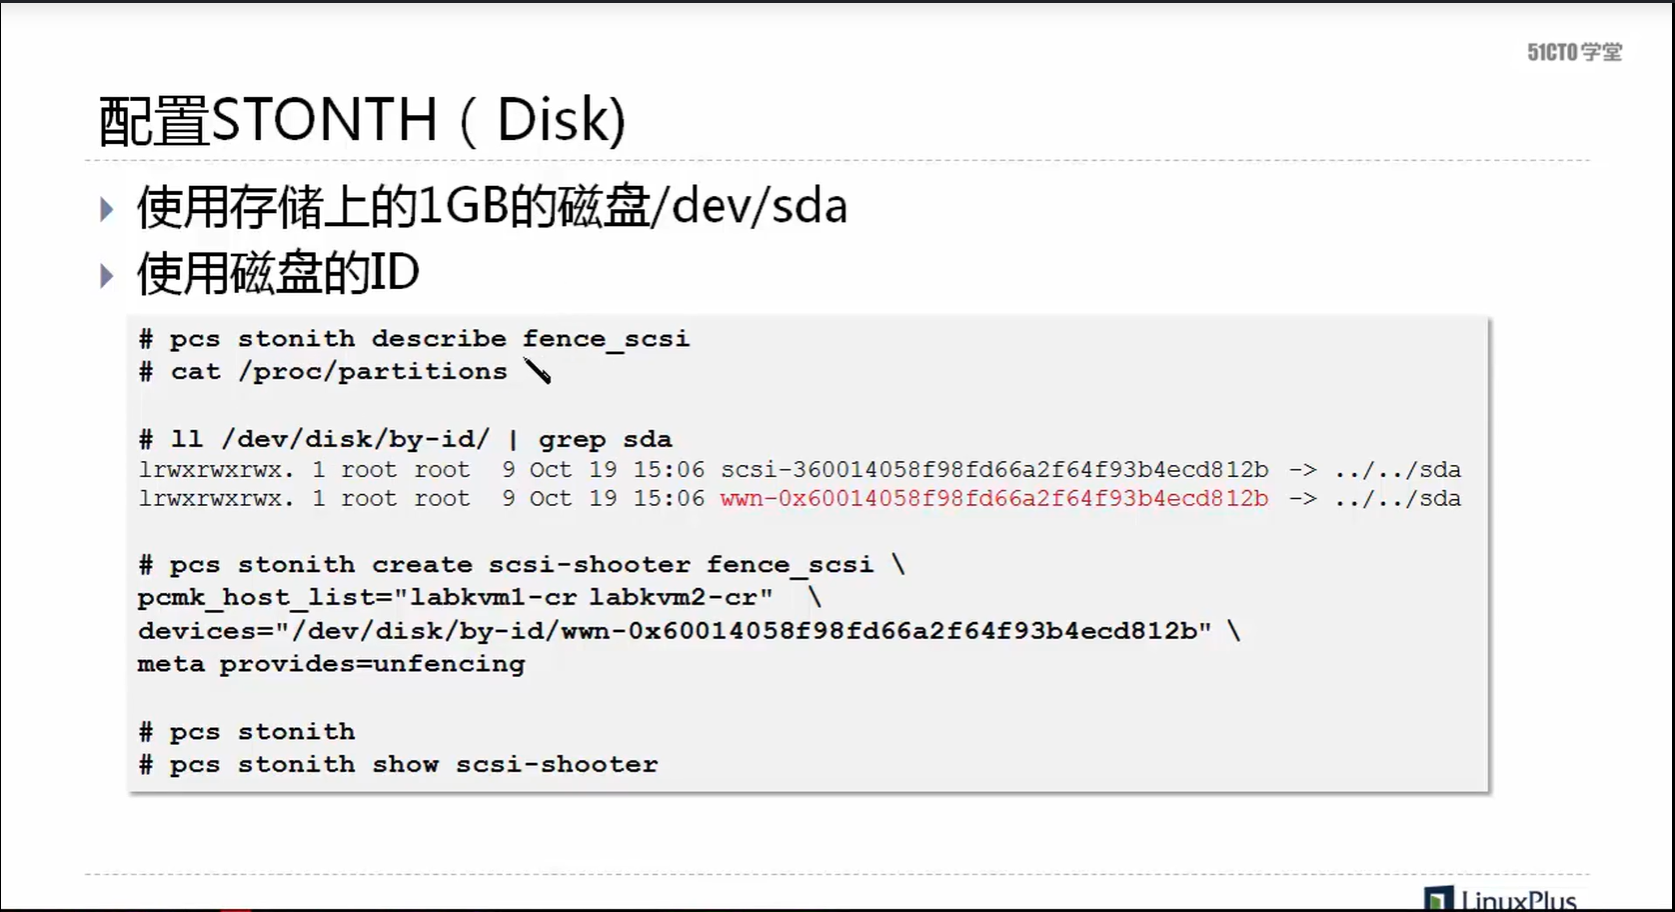 51CTO学堂
配置STONTH（Disk)
使用存储上的1GB的磁盘/dev/sda
使用磁盘的ID
# pcs stonith describe fence_scsi
# cat /proc/partitions
# ll /dev/disk/by-id/ | grep sda
lrwxrwxrwx. 1 root root  9 Oct 19 15:06 scsi-360014058f98fd66a2f64f93b4ecd812b -> ../../sda
lrwxrwxrwx. 1 root root  9 Oct 19 15:06 wwn-0x60014058f98fd66a2f64f93b4ecd812b -> ../../sda
# pcs stonith create scsi-shooter fence_scsi \
pcmk_host_list="labkvm1-cr labkvm2-cr"  \
devices="/dev/disk/by-id/wwn-0x60014058f98fd66a2f64f93b4ecd812b" \
meta provides=unfencing
# pcs stonith
# pcs stonith show scsi-shooter
LinuxPlus